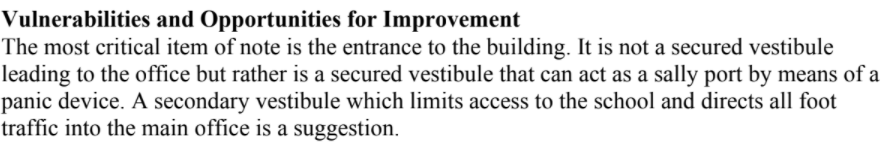 Vulnerabilities and Opportunities for Improvement
The most critical item of note is the entrance to the building. It is not a secured vestibule
leading to the office but rather is a secured vestibule that can act as a sally port by means of a
panic device. A secondary vestibule which limits access to the school and directs all foot
traffic into the main office is a suggestion.